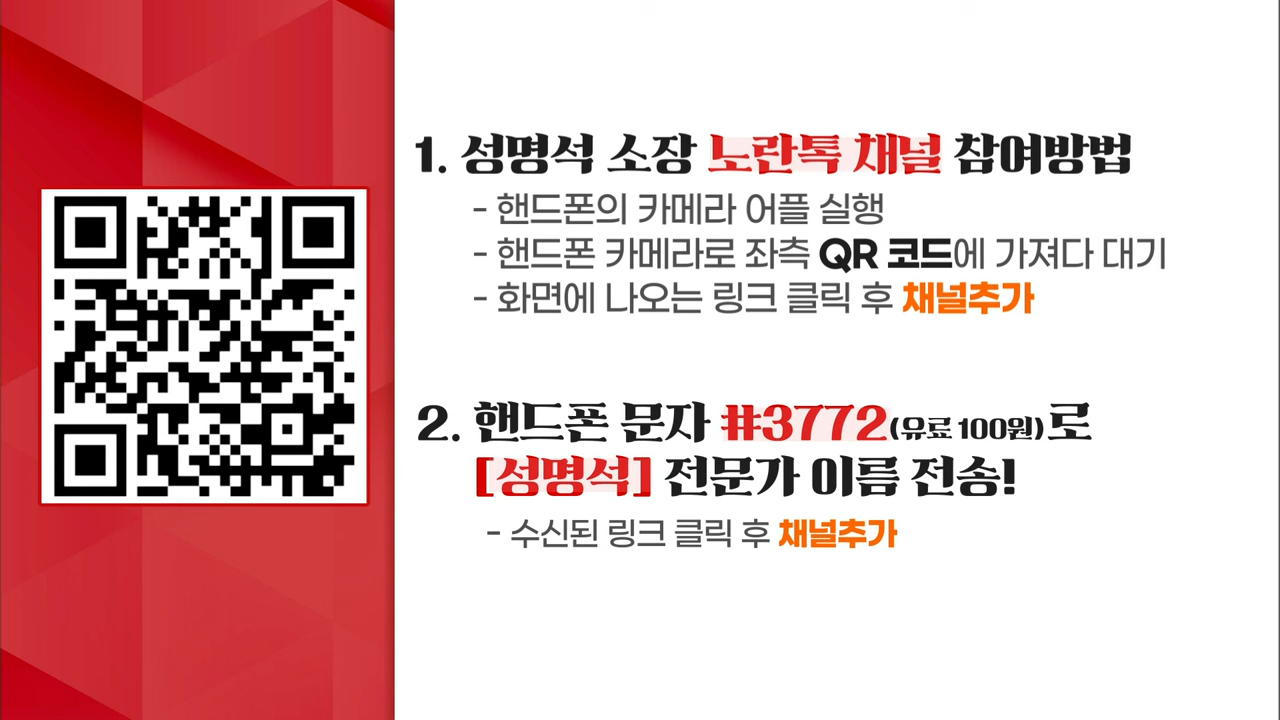 1. 성명석 소장 노란톡 채널 참여방법
- 핸드폰의 카메라 어플 실행
- 핸드폰 카메라로 좌측 QR 코드에 가져다 대기
- 화면에 나오는 링크 클릭 후 채널추가
2. 핸드폰 문자 #3772(유료 100원)로
[성명석] 전문가 이름 전송!
- 수신된 링크 클릭 후 채널추가